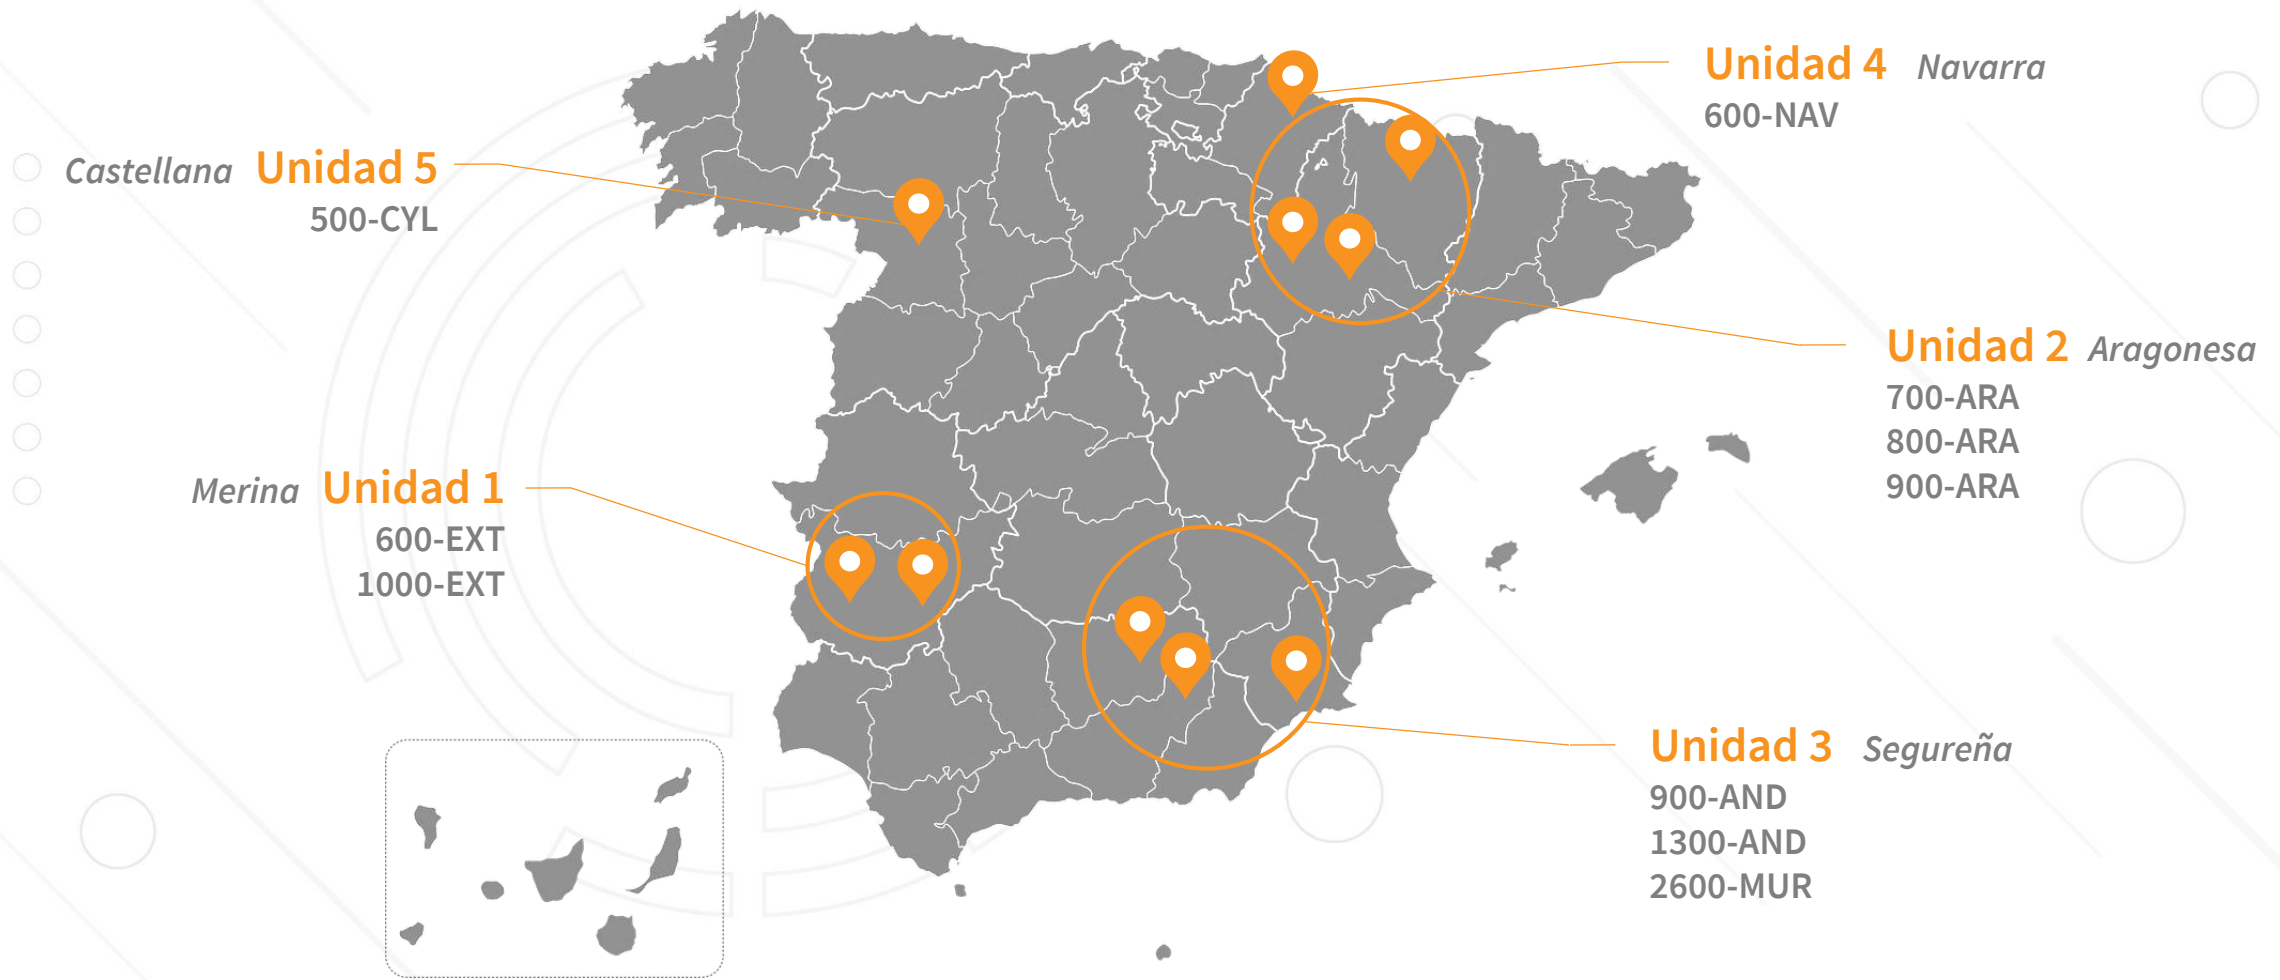 Unidad 4 Navarra
600-NAV
Castellana Unidad 5
500-CYL
Unidad 2 Aragonesa
700-ARA
800-ARA
900-ARA
Merina Unidad 1
600-EXT
1000-EXT
Unidad 3 Segureña
900-AND
1300-AND
2600-MUR